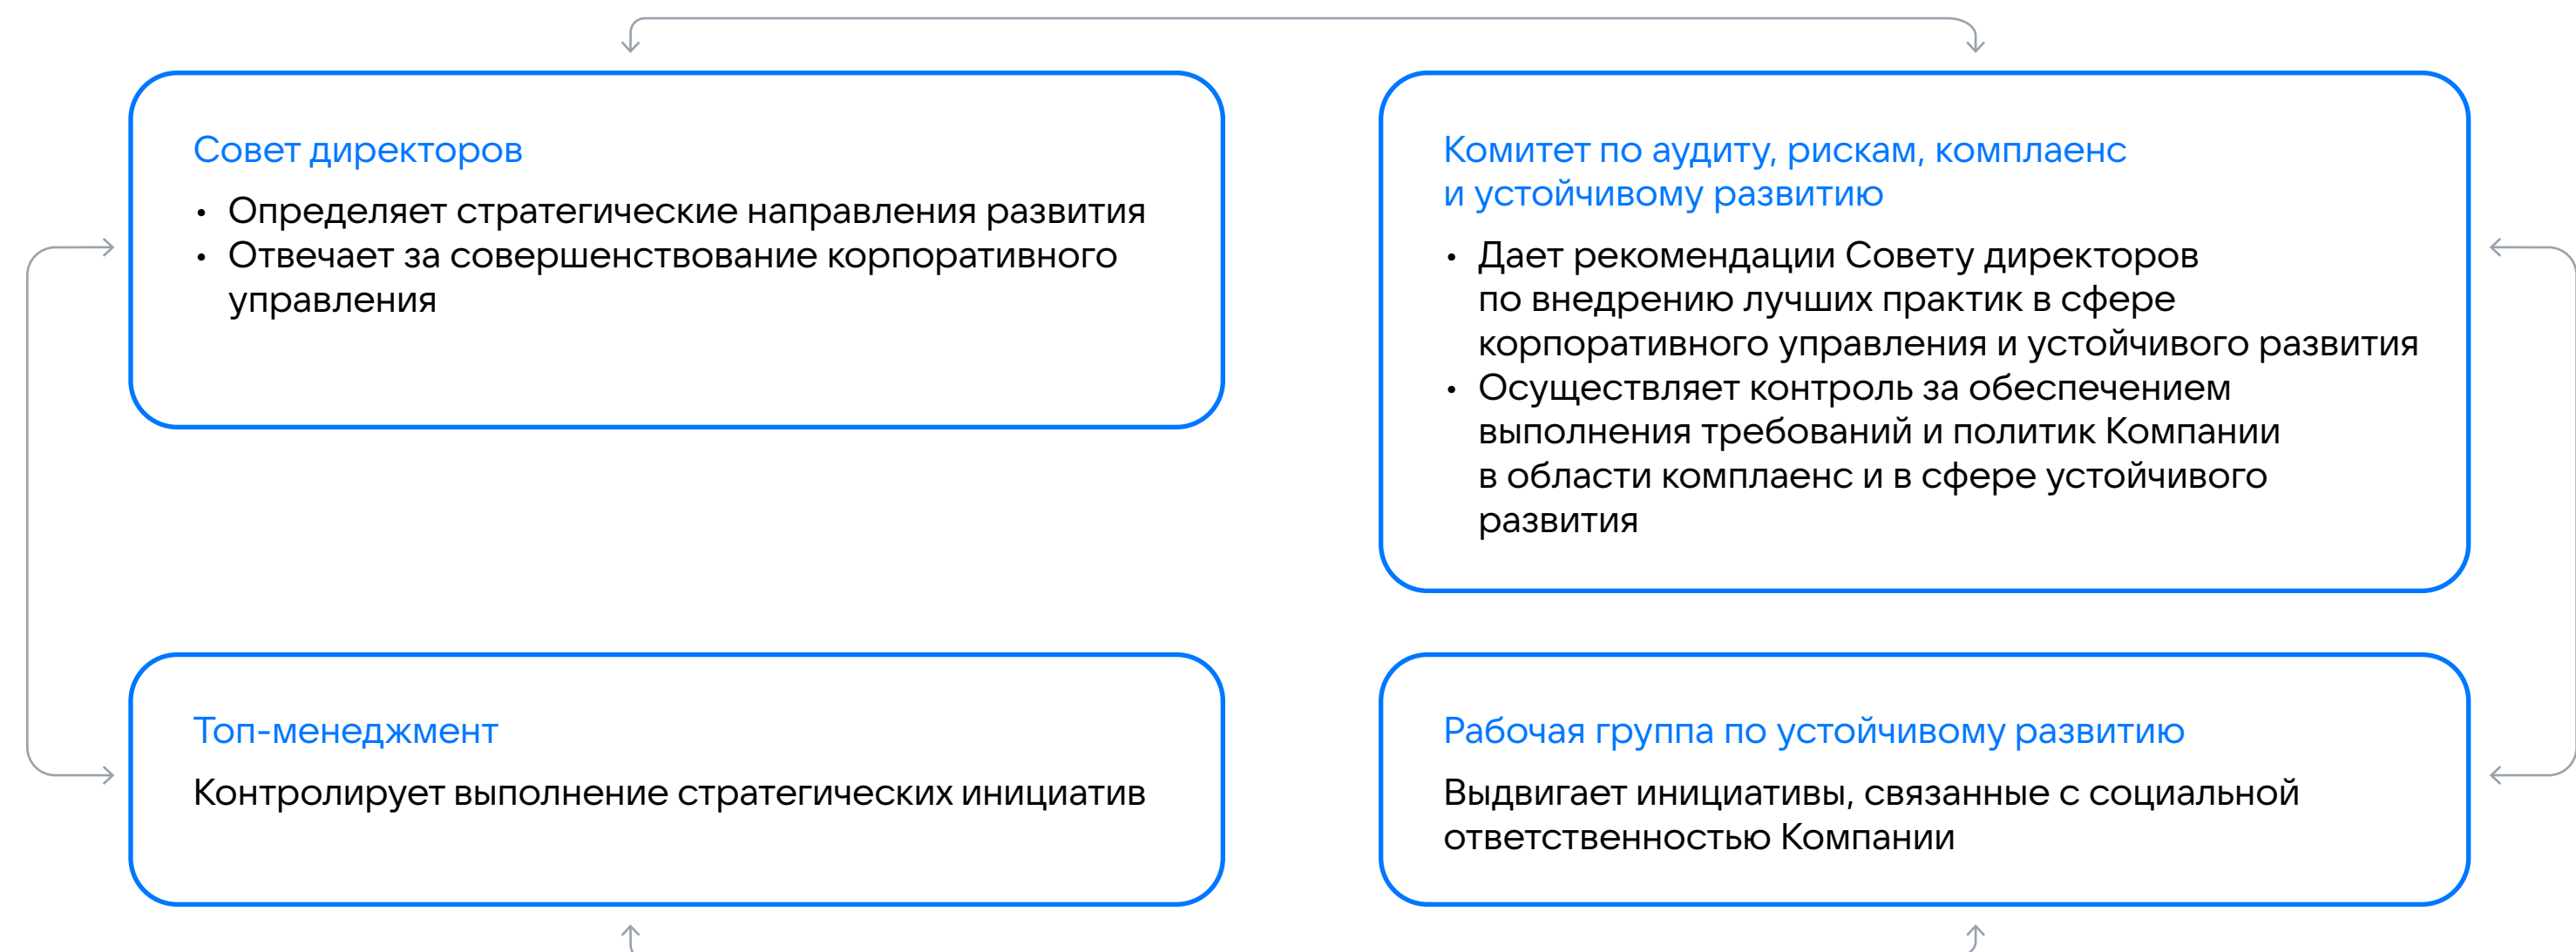 Совет директоров
• Определяет стратегические направления развития
• Отвечает за совершенствование корпоративного
управления
Комитет по аудиту, рискам, комплаенс
и устойчивому развитию
• Дает рекомендации Совету директоров
по внедрению лучших практик в сфере
корпоративного управления и устойчивого развития
• Осуществляет контроль за обеспечением
выполнения требований и политик Компании
в области комплаенс и в сфере устойчивого
развития
Топ-менеджмент
Контролирует выполнение стратегических инициатив
Рабочая группа по устойчивому развитию
Выдвигает инициативы, связанные с социальной
ответственностью Компании